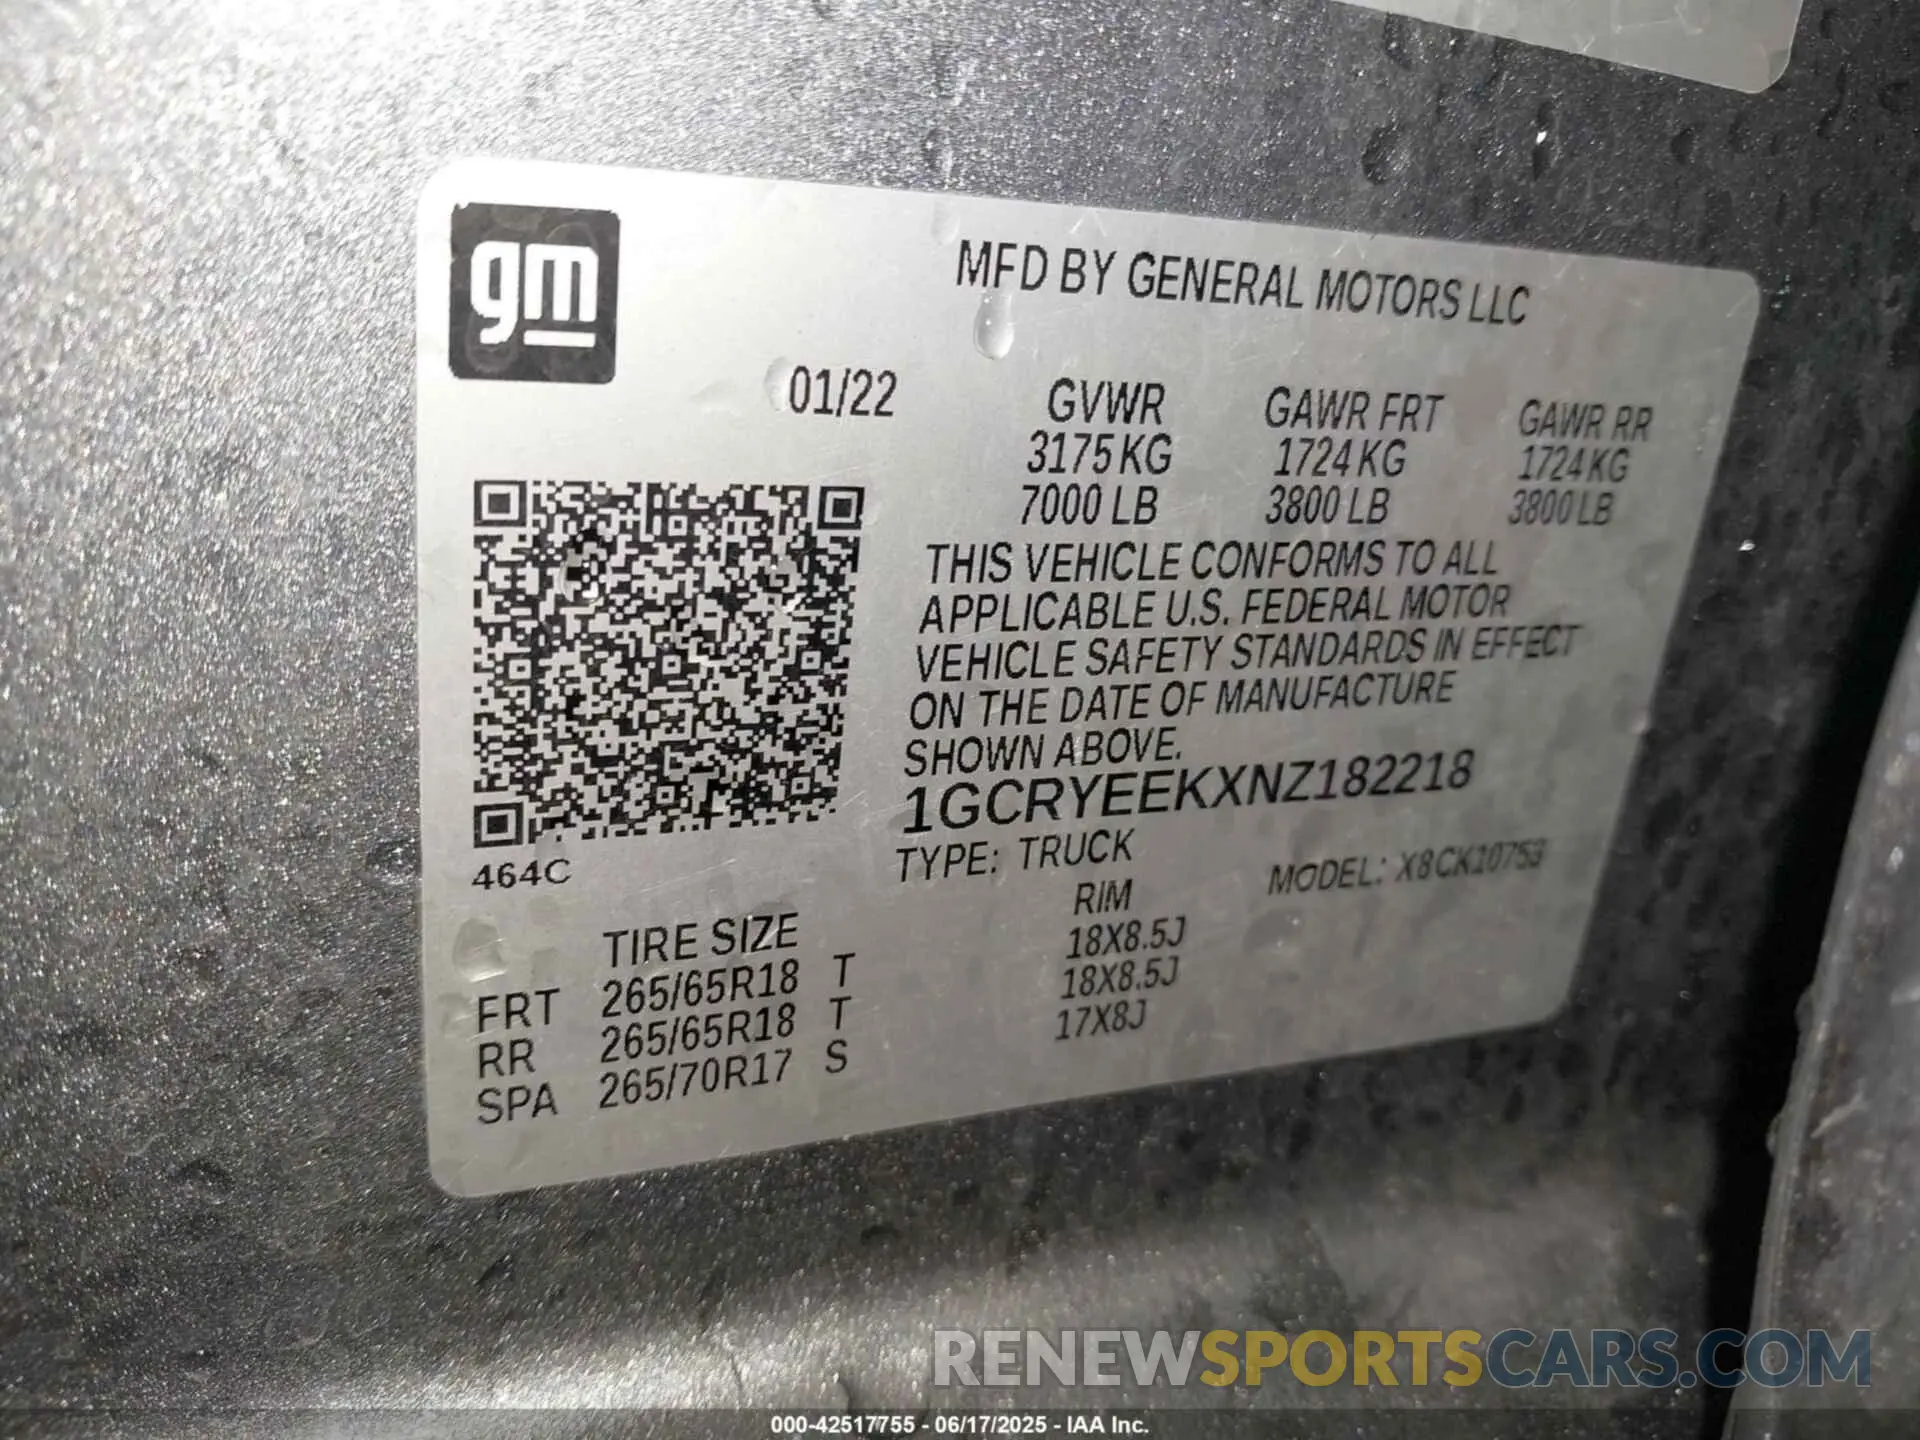 gm
MFD BY GENERAL MOTORS LLC
01/22
GVWR GAWR FRT GAWR RR
3175 KG 1724 KG 1724 KG
7000 LB 3800 LB 3800 LB
THIS VEHICLE CONFORMS TO ALL
APPLICABLE U.S. FEDERAL MOTOR
VEHICLE SAFETY STANDARDS IN EFFECT
ON THE DATE OF MANUFACTURE
SHOWN ABOVE.
1GCRYEEKXNZ182218
TYPE: TRUCK MODEL: X8CK10753
464C
TIRE SIZE RIM
FRT 265/65R18 T 18X8.5J
RR 265/65R18 T 18X8.5J
SPA 265/70R17 S 17X8J
RENEWSPORTSCARS.COM
000-42517755 - 06/17/2025 - IAA Inc.